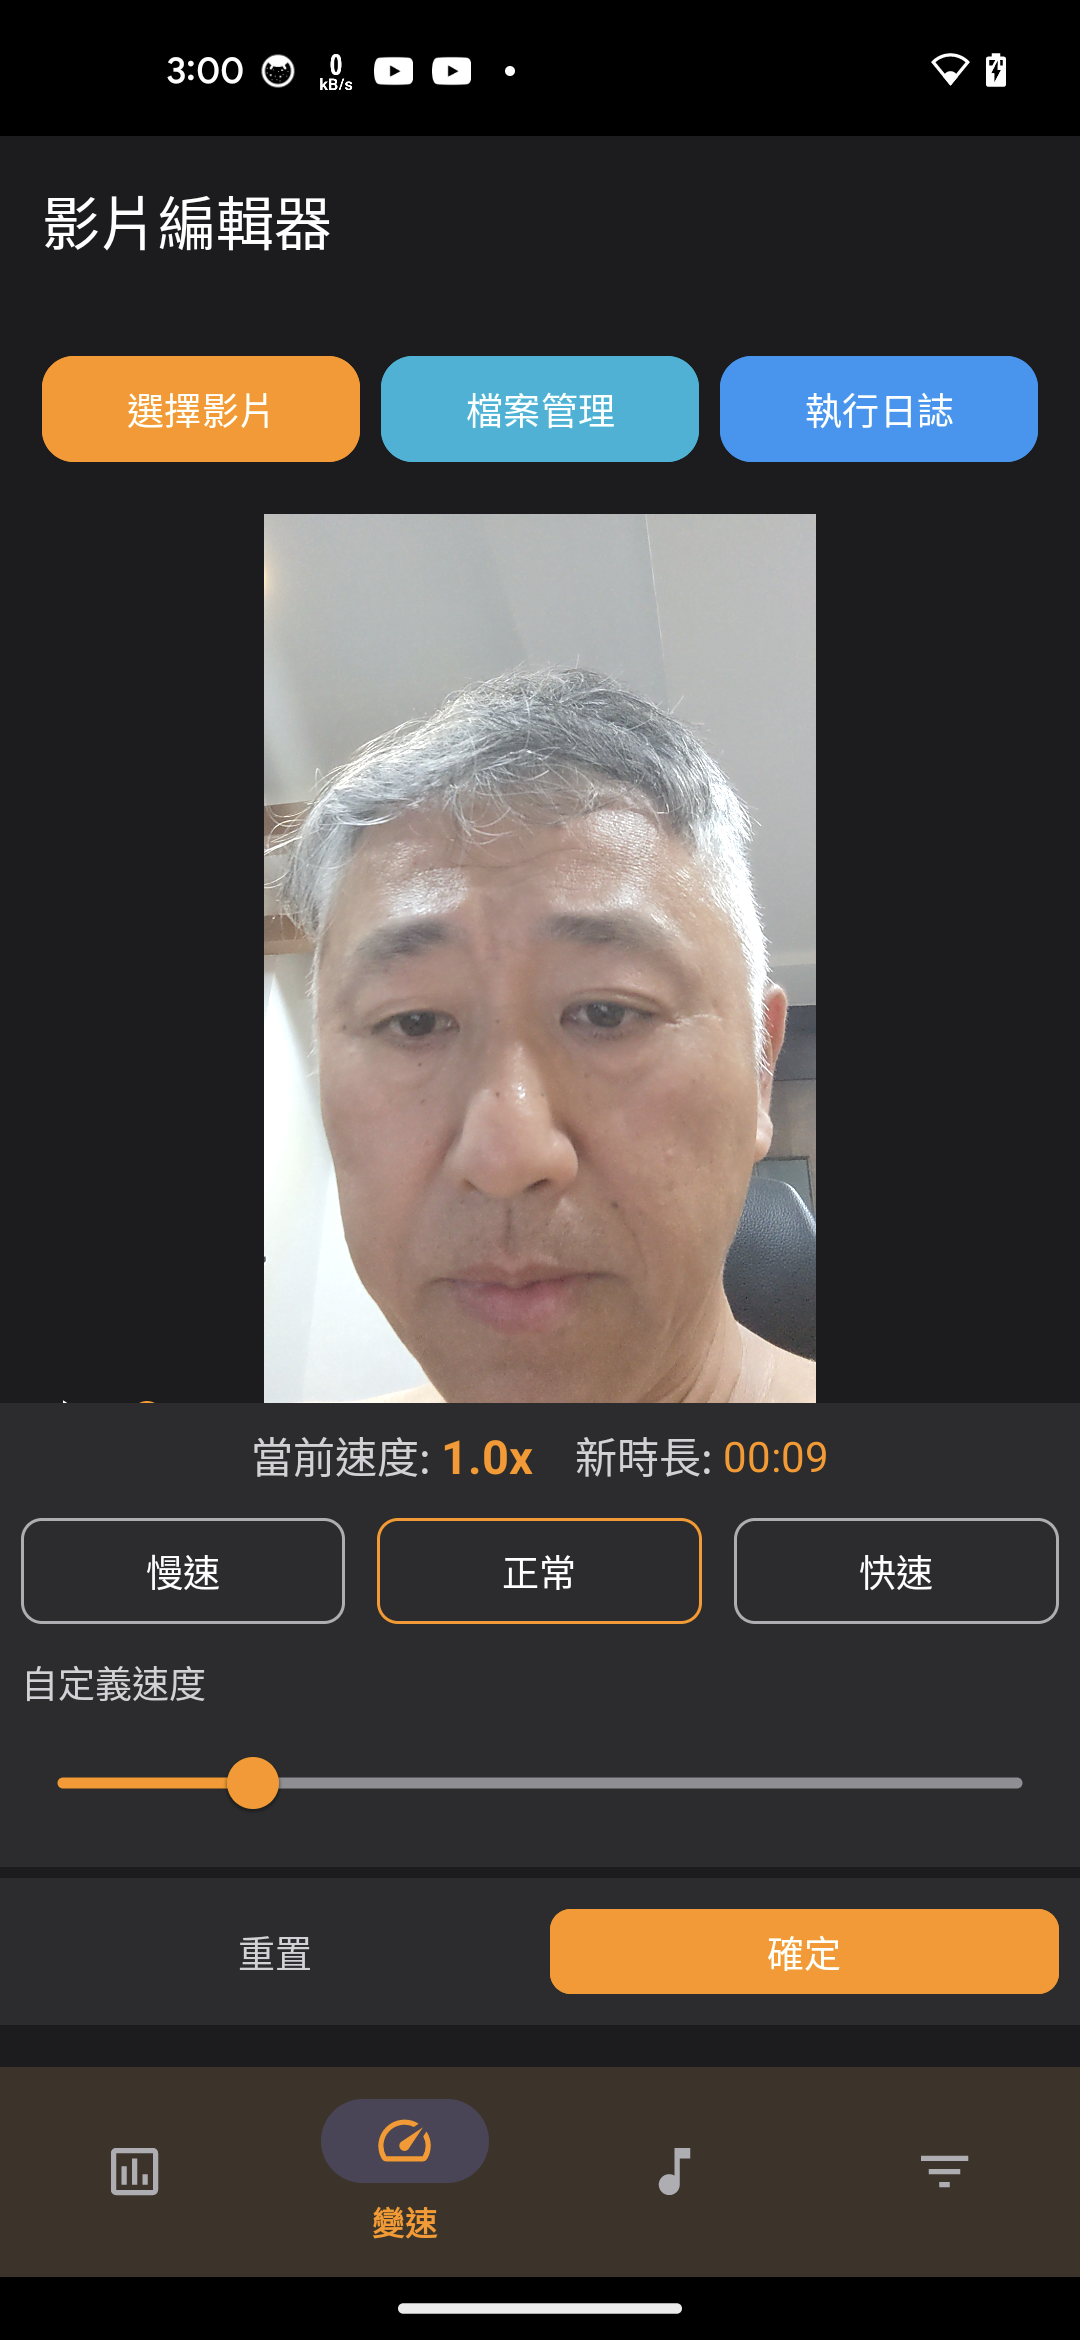 3:00
0
kB/s
影片編輯器
選擇影片 檔案管理 執行日誌
當前速度: 1.0x 新時長: 00:09
慢速 正常 快速
自定義速度
重置 確定
變速